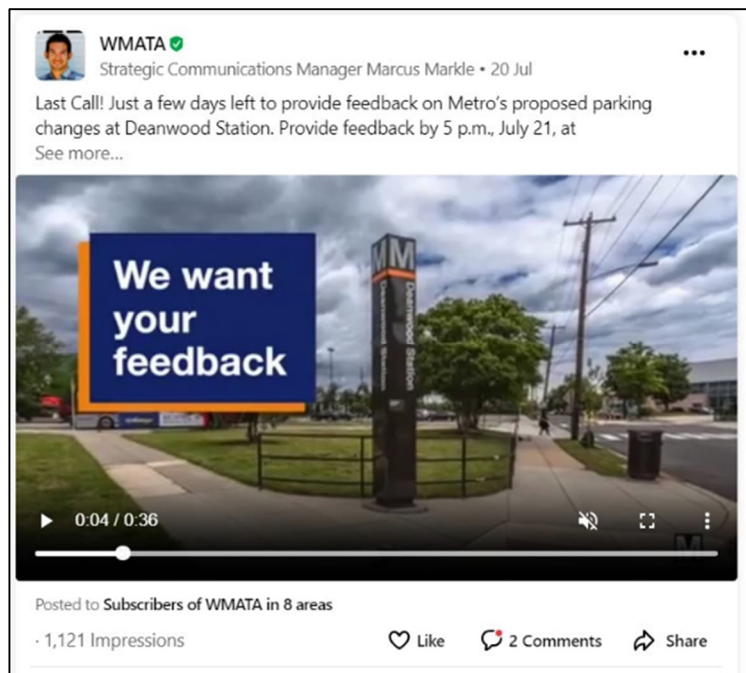 WMATA
Strategic Communications Manager Marcus Markle • 20 Jul
Last Call! Just a few days left to provide feedback on Metro's proposed parking
changes at Deanwood Station. Provide feedback by 5 p.m., July 21, at
See more...
We want
your
feedback
M M
Deanwood Station
Deanwood Station
0:04 / 0:36
M
Posted to Subscribers of WMATA in 8 areas
· 1,121 Impressions
Like
2 Comments
Share